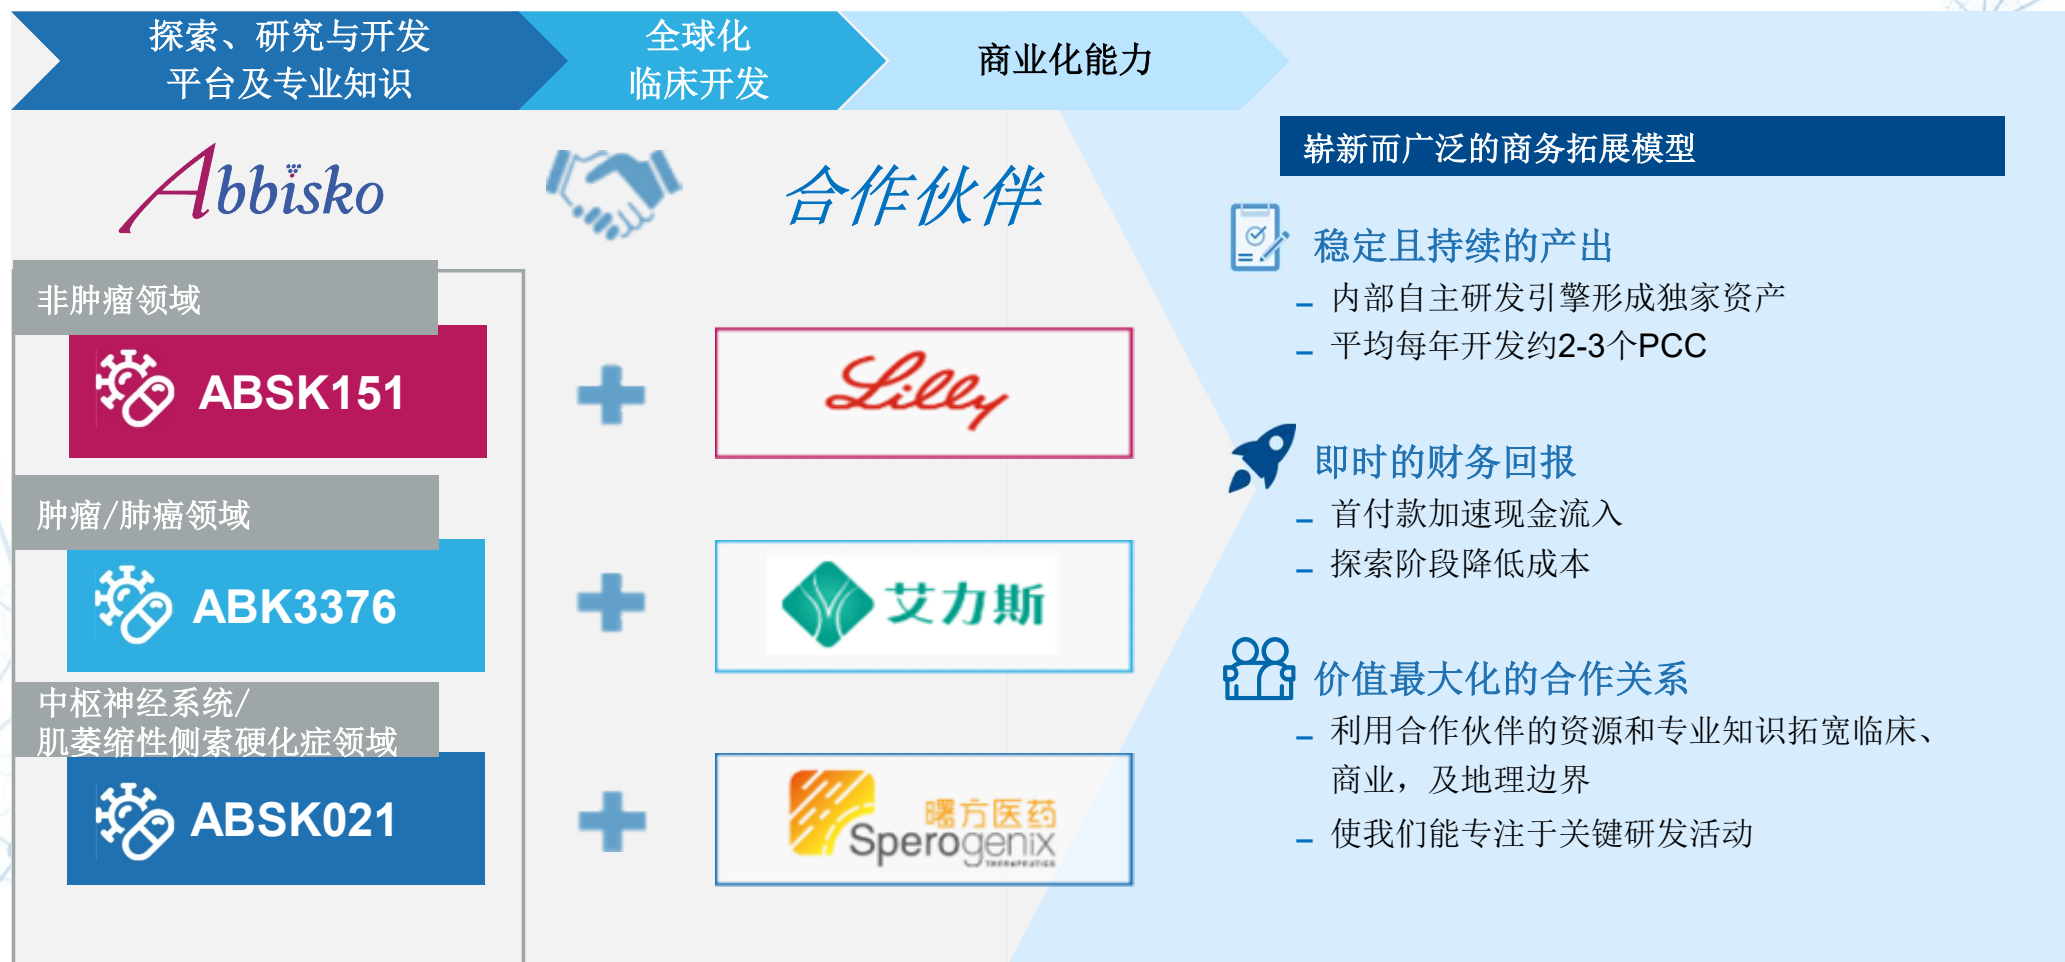 探索、研究与开发
平台及专业知识
全球化
临床开发
商业化能力
Abbisko
合作伙伴
非肿瘤领域
ABSK151
Lilly
肿瘤/肺癌领域
ABK3376
艾力斯
中枢神经系统/
肌萎缩性侧索硬化症领域
ABSK021
曙方医药
Sperogenix
THERAPEUTICS
崭新而广泛的商务拓展模型
稳定且持续的产出
– 内部自主研发引擎形成独家资产
– 平均每年开发约2-3个PCC
即时的财务回报
– 首付款加速现金流入
– 探索阶段降低成本
价值最大化的合作关系
– 利用合作伙伴的资源和专业知识拓宽临床、
商业，及地理边界
– 使我们能专注于关键研发活动